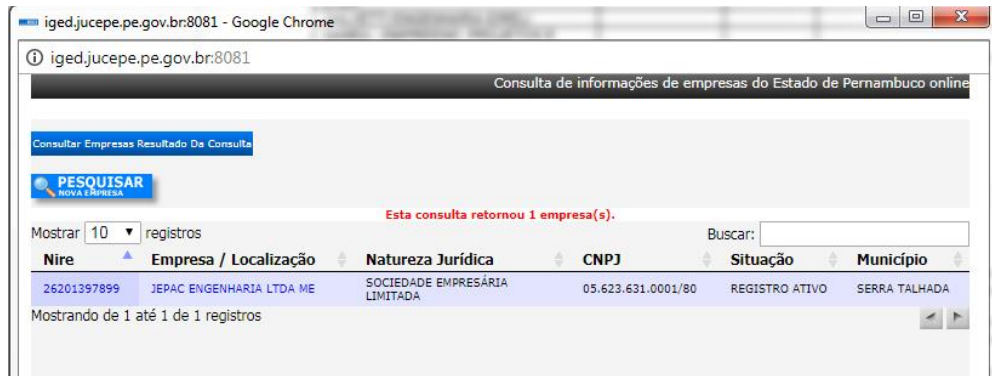 iged.jucepe.pe.gov.br:8081 - Google Chrome
iged.jucepe.pe.gov.br:8081
Consulta de informações de empresas do Estado de Pernambuco online
Consultar Empresas Resultado Da Consulta
PESQUISAR
NOVA EMPRESA
Esta consulta retornou 1 empresa(s).
Mostrar 10 registros Buscar:
Nire Empresa / Localização Natureza Jurídica CNPJ Situação Município
26201397899 JEPAC ENGENHARIA LTDA ME SOCIEDADE EMPRESÁRIA LIMITADA 05.623.631.0001/80 REGISTRO ATIVO SERRA TALHADA
Mostrando de 1 até 1 de 1 registros